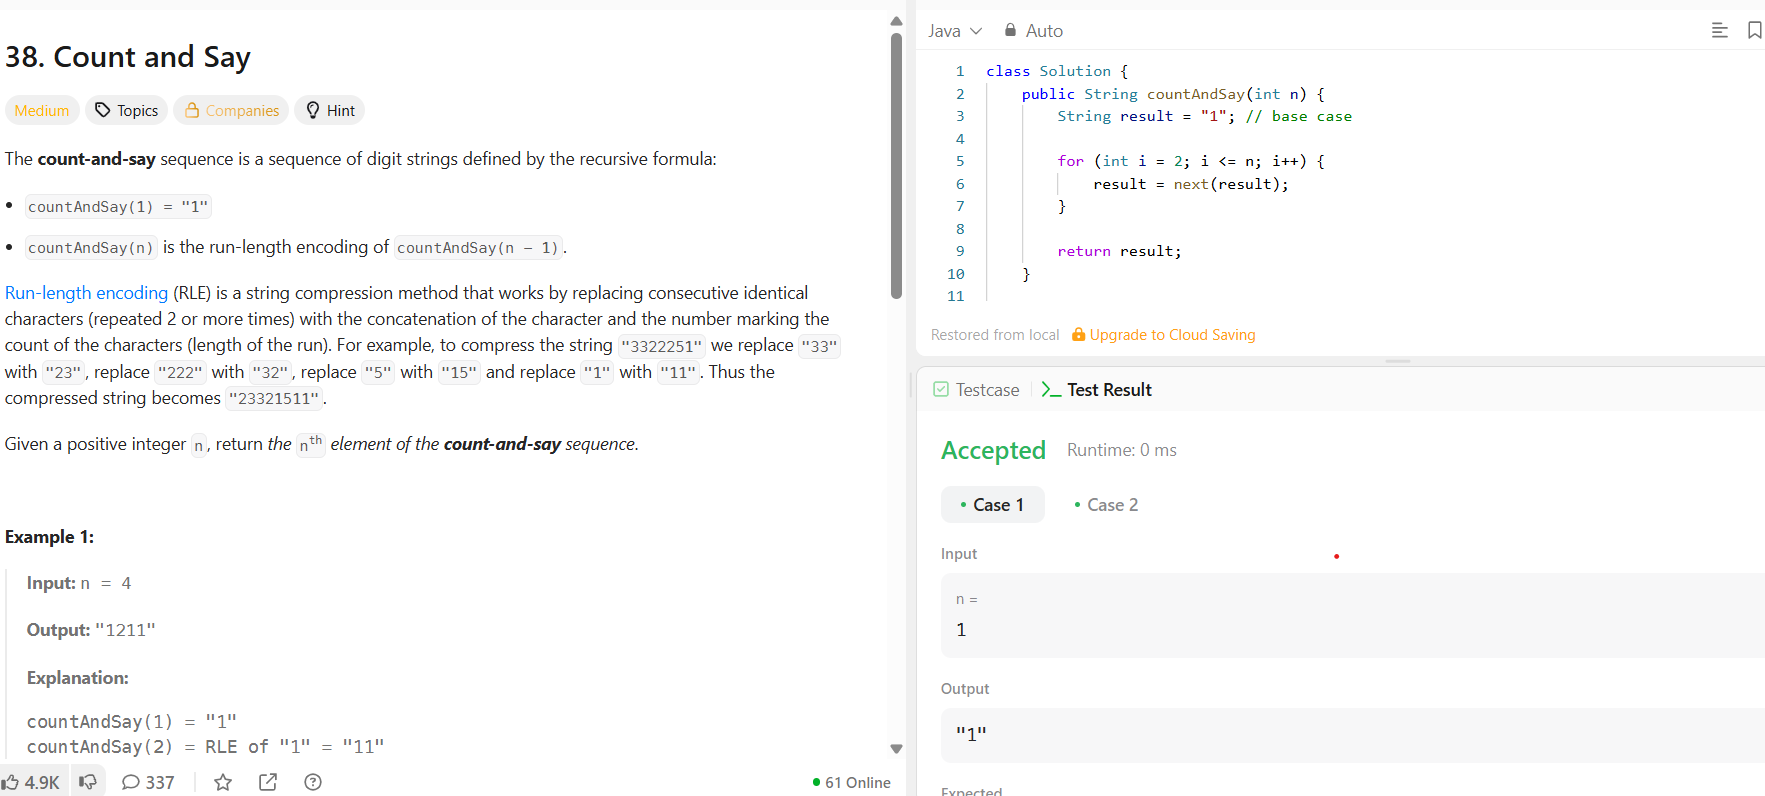 38. Count and Say
Medium
Topics
Companies
Hint
The count-and-say sequence is a sequence of digit strings defined by the recursive formula:
• countAndSay(1) = "1"
• countAndSay(n) is the run-length encoding of countAndSay(n - 1).
Run-length encoding (RLE) is a string compression method that works by replacing consecutive identical
characters (repeated 2 or more times) with the concatenation of the character and the number marking the
count of the characters (length of the run). For example, to compress the string "3322251" we replace "33"
with "23", replace "222" with "32", replace "5" with "15" and replace "1" with "11". Thus the
compressed string becomes "23321511".
Given a positive integer n, return the nth element of the count-and-say sequence.
Example 1:
Input: n = 4
Output: "1211"
Explanation:
countAndSay(1) = "1"
countAndSay(2) = RLE of "1" = "11"
4.9K
337
61 Online
Java
Auto
1 class Solution {
2 public String countAndSay(int n) {
3 String result = "1"; // base case
4
5 for (int i = 2; i <= n; i++) {
6 result = next(result);
7 }
8
9 return result;
10 }
11
Restored from local
Upgrade to Cloud Saving
Testcase
Test Result
Accepted
Runtime: 0 ms
• Case 1
• Case 2
Input
n =
1
Output
"1"
Expected